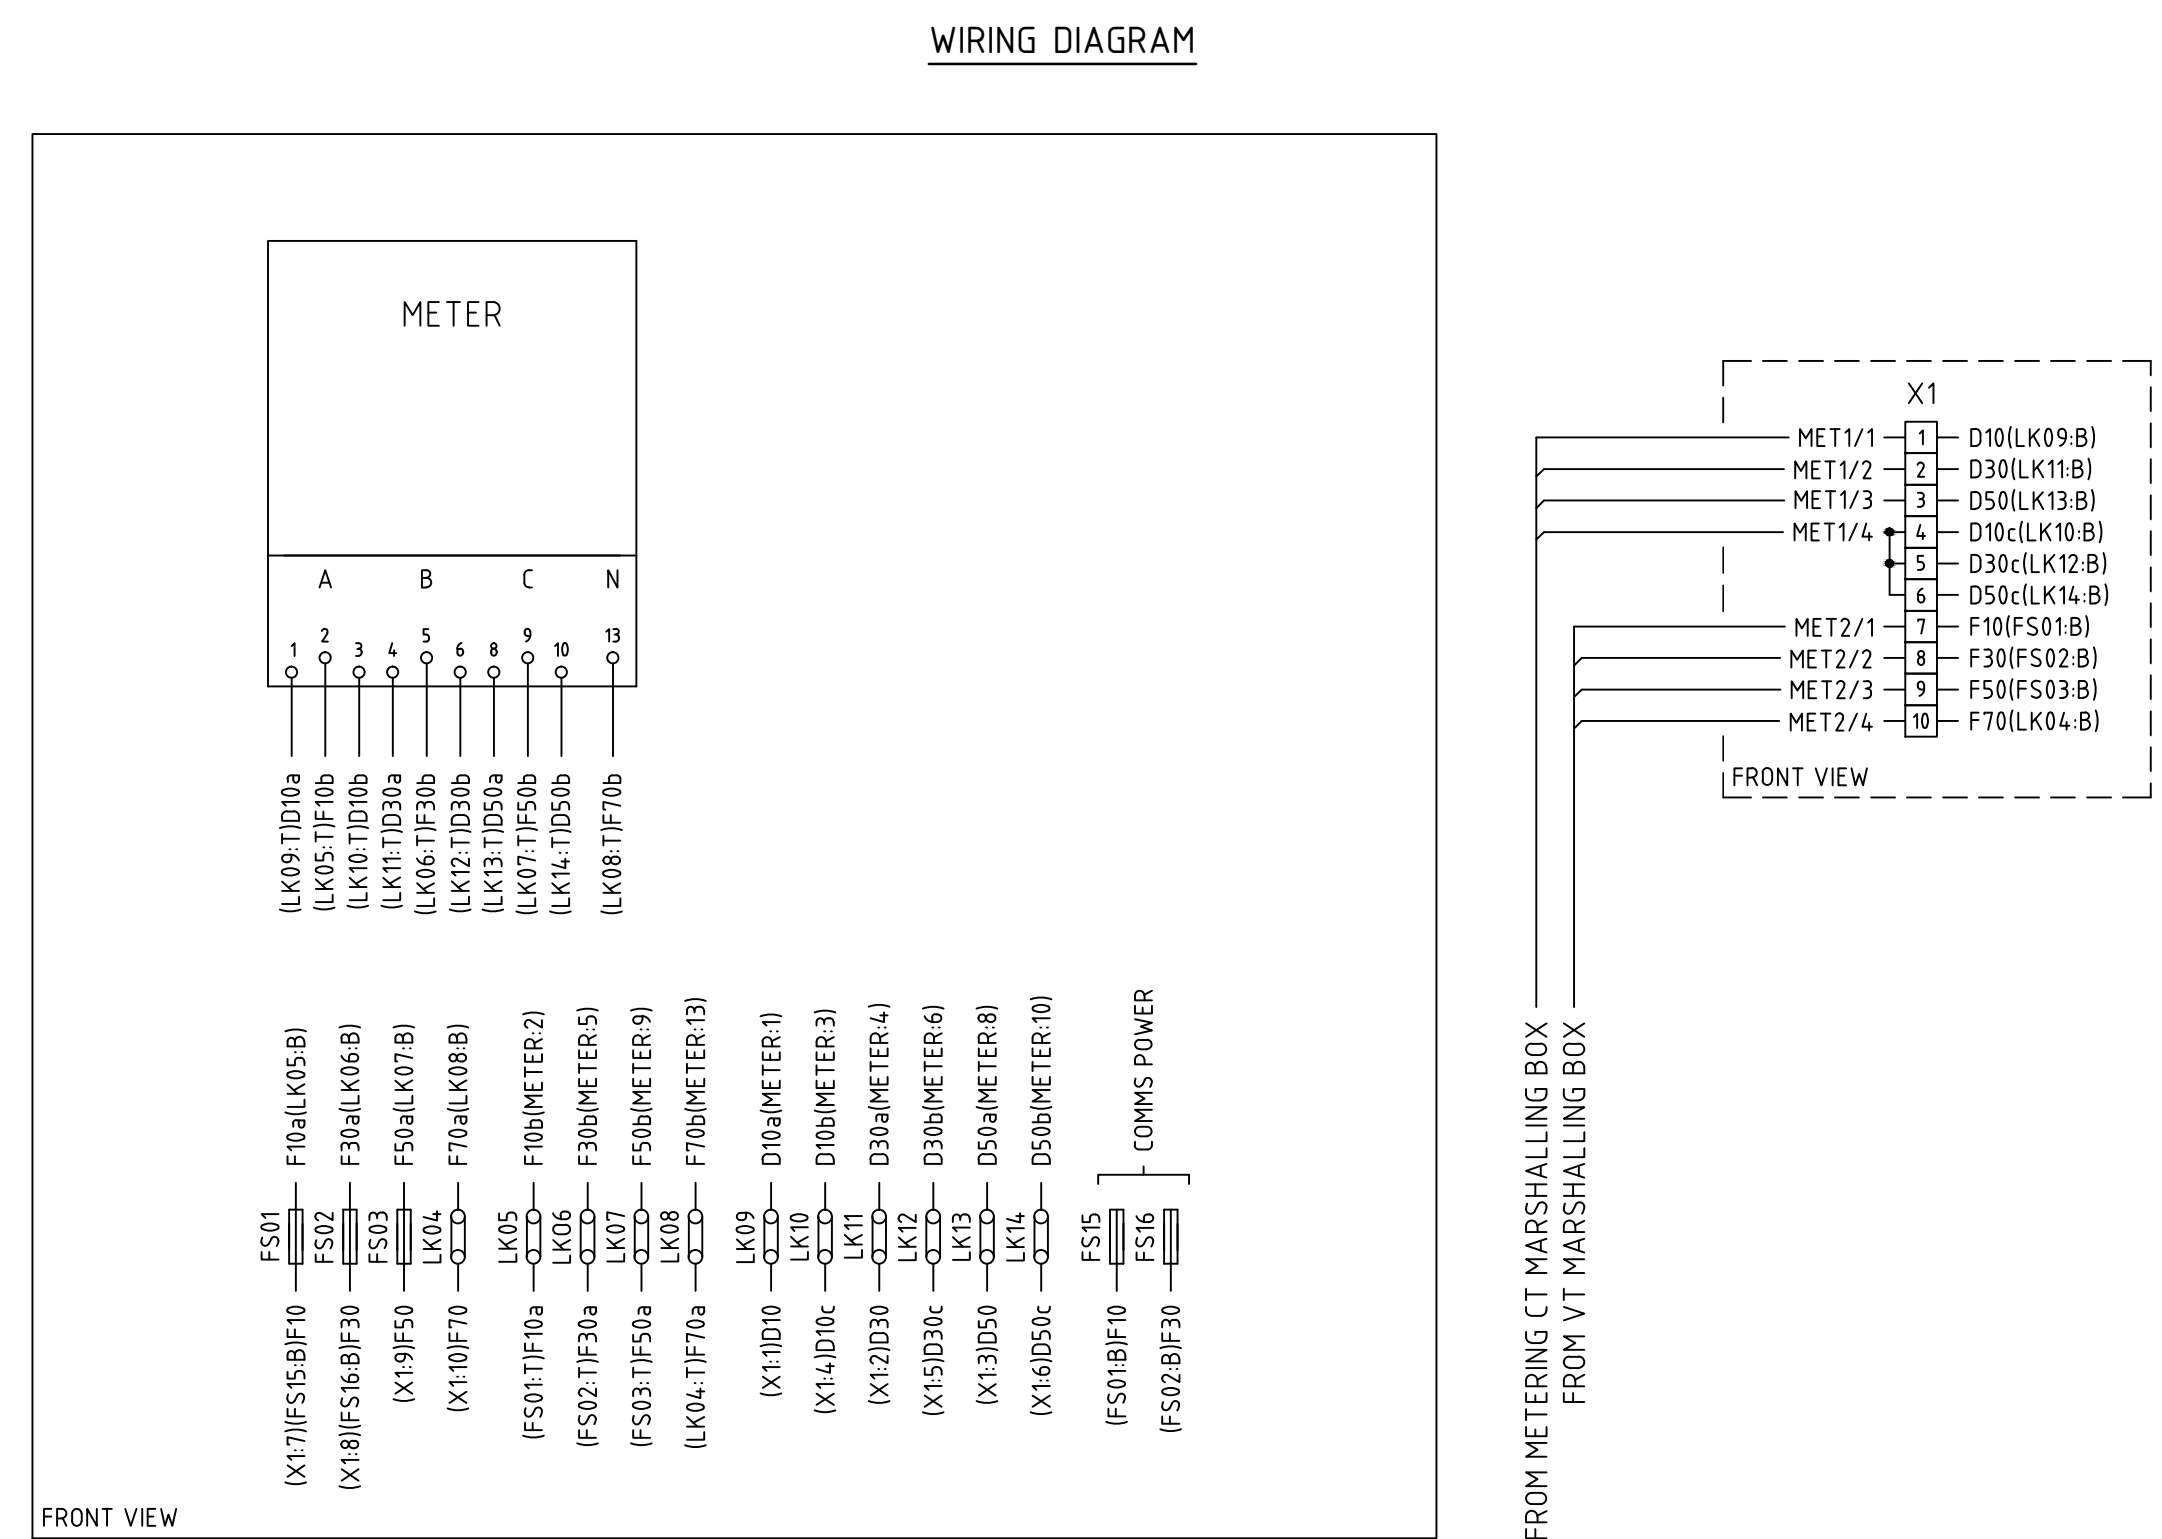 WIRING DIAGRAM
METER
A B C N
1 2 3 4 5 6 8 9 10 13
(LK09:T)D10a
(LK05:T)F10b
(LK10:T)D10b
(LK11:T)D30a
(LK06:T)F30b
(LK12:T)D30b
(LK13:T)D50a
(LK07:T)F50b
(LK14:T)D50b
(LK08:T)F70b
F10a(LK05:B)
F30a(LK06:B)
F50a(LK07:B)
F70a(LK08:B)
F10b(METER:2)
F30b(METER:5)
F50b(METER:9)
F70b(METER:13)
D10a(METER:1)
D10b(METER:3)
D30a(METER:4)
D30b(METER:6)
D50a(METER:8)
D50b(METER:10)
COMMS POWER
FS01
FS02
FS03
LK04
LK05
LK06
LK07
LK08
LK09
LK10
LK11
LK12
LK13
LK14
FS15
FS16
(X1:7)(FS15:B)F10
(X1:8)(FS16:B)F30
(X1:9)F50
(X1:10)F70
(FS01:T)F10a
(FS02:T)F30a
(FS03:T)F50a
(LK04:T)F70a
(X1:1)D10
(X1:4)D10c
(X1:2)D30
(X1:5)D30c
(X1:3)D50
(X1:6)D50c
(FS01:B)F10
(FS02:B)F30
FRONT VIEW
X1
MET1/1 1 D10(LK09:B)
MET1/2 2 D30(LK11:B)
MET1/3 3 D50(LK13:B)
MET1/4 4 D10c(LK10:B)
5 D30c(LK12:B)
6 D50c(LK14:B)
MET2/1 7 F10(FS01:B)
MET2/2 8 F30(FS02:B)
MET2/3 9 F50(FS03:B)
MET2/4 10 F70(LK04:B)
FRONT VIEW
FROM METERING CT MARSHALLING BOX
FROM VT MARSHALLING BOX